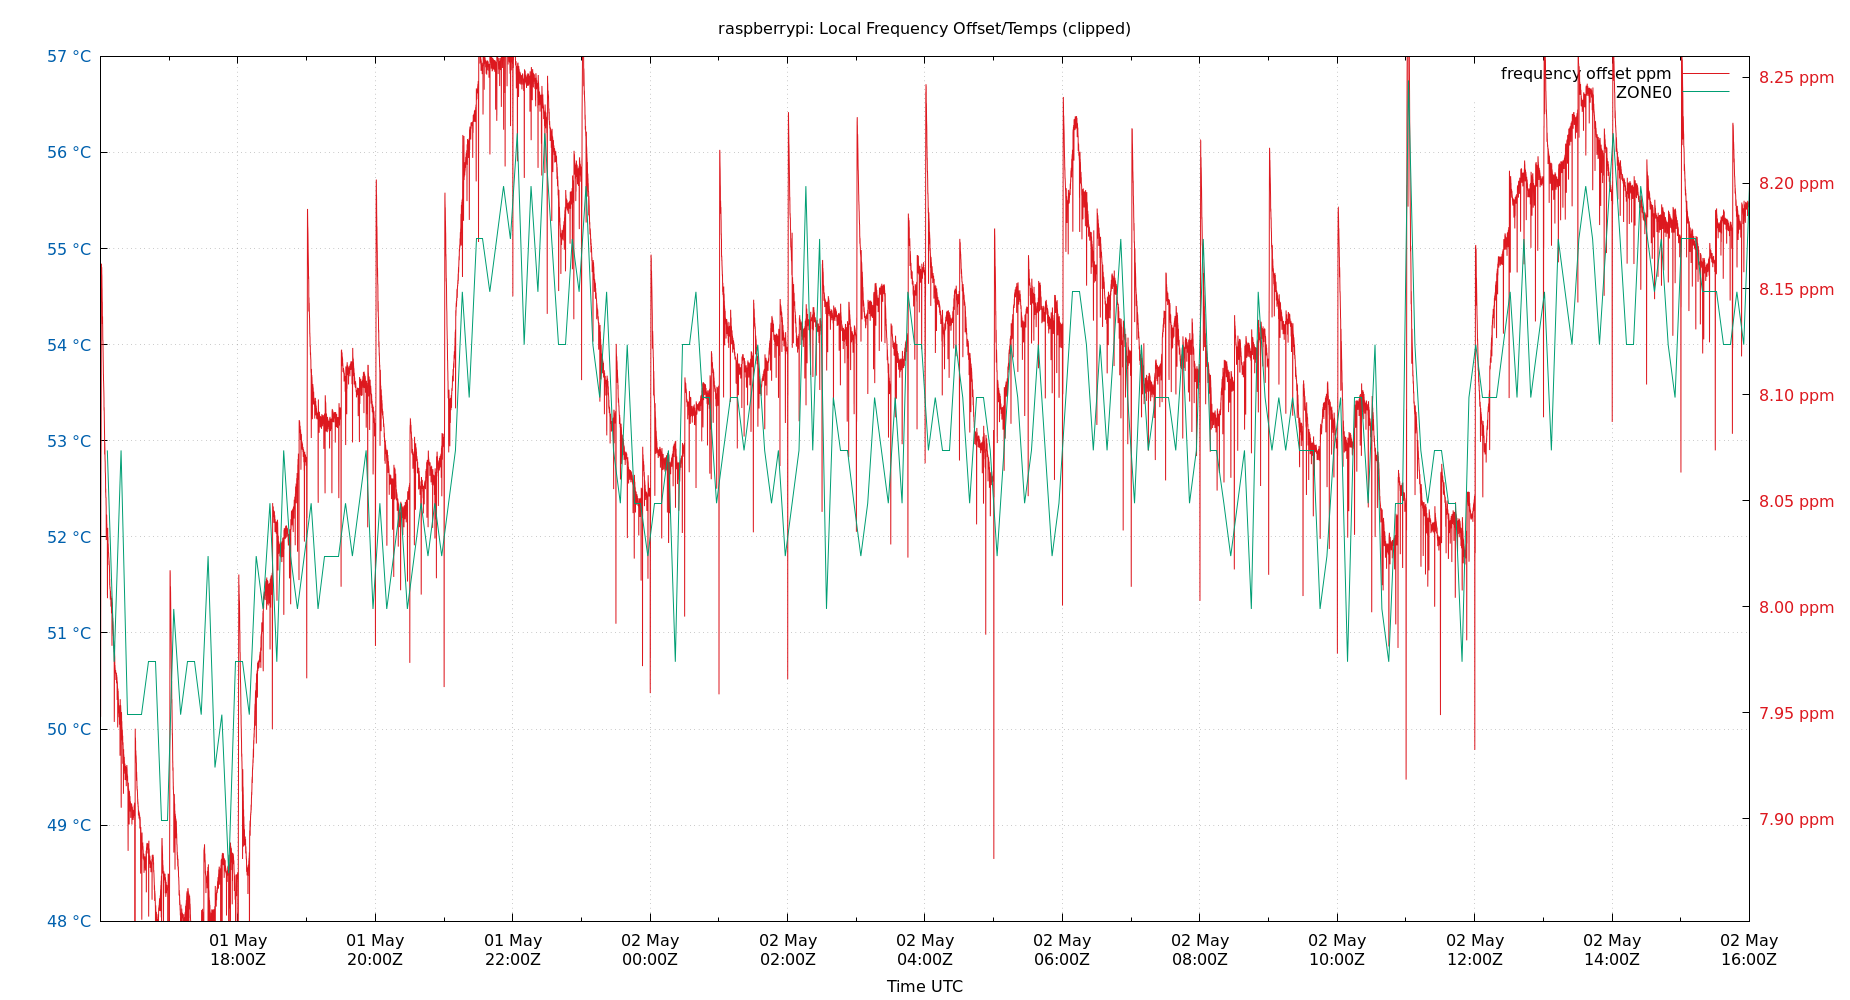 raspberrypi: Local Frequency Offset/Temps (clipped)
57 °C
56 °C
55 °C
54 °C
53 °C
52 °C
51 °C
50 °C
49 °C
48 °C
frequency offset ppm
ZONE0
8.25 ppm
8.20 ppm
8.15 ppm
8.10 ppm
8.05 ppm
8.00 ppm
7.95 ppm
7.90 ppm
01 May 01 May 01 May 02 May 02 May 02 May 02 May 02 May 02 May 02 May 02 May 02 May
18:00Z 20:00Z 22:00Z 00:00Z 02:00Z 04:00Z 06:00Z 08:00Z 10:00Z 12:00Z 14:00Z 16:00Z
Time UTC